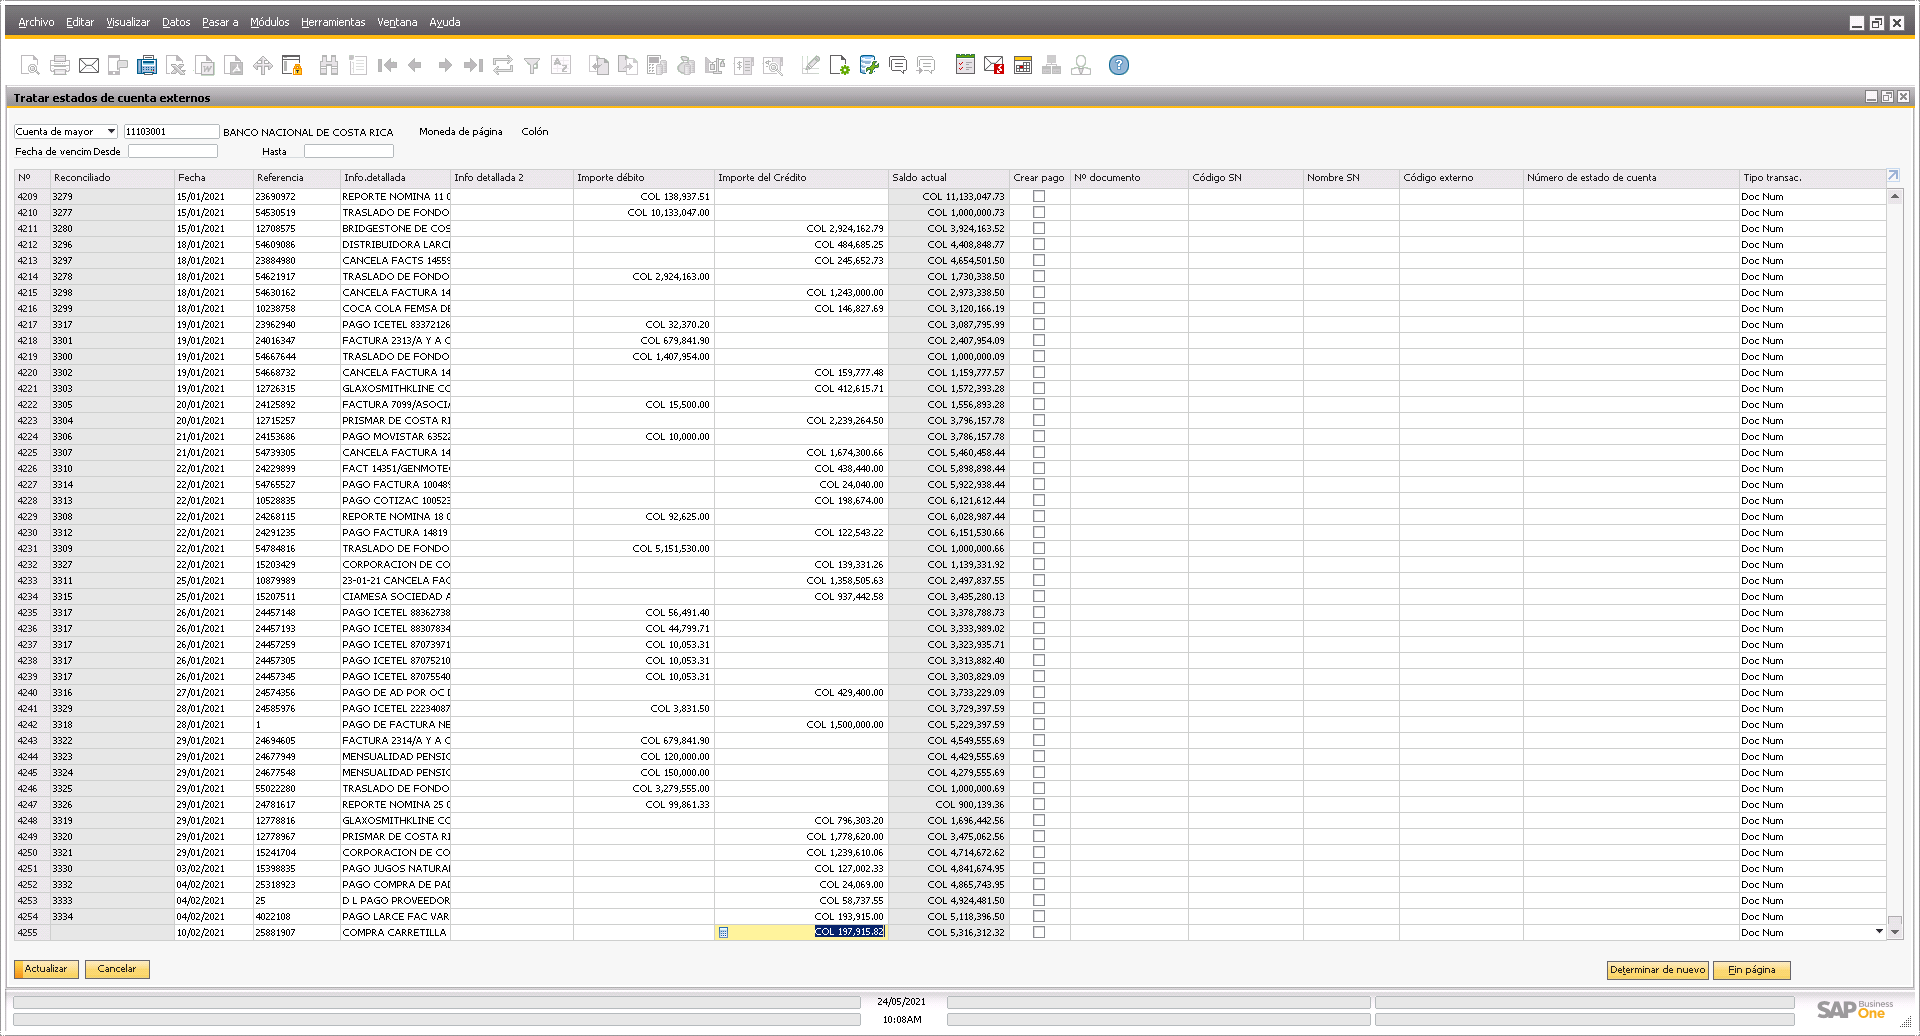 Archivo Editar Visualizar Datos Pasar a Módulos Herramientas Ventana Ayuda
Tratar estados de cuenta externos
Cuenta de mayor 11103001 BANCO NACIONAL DE COSTA RICA Moneda de página Colón
Fecha de vencim Desde Hasta
Nº Reconciliado Fecha Referencia Info.detallada Info detallada 2 Importe débito Importe del Crédito Saldo actual Crear pago Nº documento Código SN Nombre SN Código externo Número de estado de cuenta Tipo transac.
4209 3279 15/01/2021 23690972 REPORTE NOMINA 11 0 COL 138,937.51 COL 11,133,047.73 Doc Num
4210 3277 15/01/2021 54530519 TRASLADO DE FONDO COL 10,133,047.00 COL 1,000,000.73 Doc Num
4211 3280 15/01/2021 12708575 BRIDGESTONE DE COS COL 2,924,162.79 COL 3,924,163.52 Doc Num
4212 3296 18/01/2021 54609086 DISTRIBUIDORA LARCE COL 484,685.25 COL 4,408,848.77 Doc Num
4213 3297 18/01/2021 23884980 CANCELA FACTS 14559 COL 245,652.73 COL 4,654,501.50 Doc Num
4214 3278 18/01/2021 54621917 TRASLADO DE FONDO COL 2,924,163.00 COL 1,730,338.50 Doc Num
4215 3298 18/01/2021 54630162 CANCELA FACTURA 14 COL 1,243,000.00 COL 2,973,338.50 Doc Num
4216 3299 18/01/2021 10238758 COCA COLA FEMSA DE COL 146,827.69 COL 3,120,166.19 Doc Num
4217 3317 19/01/2021 23962940 PAGO ICETEL 83372126 COL 32,370.20 COL 3,087,795.99 Doc Num
4218 3301 19/01/2021 24016347 FACTURA 2313/A Y A C COL 679,841.90 COL 2,407,954.09 Doc Num
4219 3300 19/01/2021 54667644 TRASLADO DE FONDO COL 1,407,954.00 COL 1,000,000.09 Doc Num
4220 3302 19/01/2021 54668732 CANCELA FACTURA 14 COL 159,777.48 COL 1,159,777.57 Doc Num
4221 3303 19/01/2021 12726315 GLAXOSMITHKLINE CO COL 412,615.71 COL 1,572,393.28 Doc Num
4222 3305 20/01/2021 24125892 FACTURA 7099/ASOCIA COL 15,500.00 COL 1,556,893.28 Doc Num
4223 3304 20/01/2021 12715257 PRISMAR DE COSTA RI COL 2,239,264.50 COL 3,796,157.78 Doc Num
4224 3306 21/01/2021 24153686 PAGO MOVISTAR 63522 COL 10,000.00 COL 3,786,157.78 Doc Num
4225 3307 21/01/2021 54739305 CANCELA FACTURA 14 COL 1,674,300.66 COL 5,460,458.44 Doc Num
4226 3310 22/01/2021 24229899 FACT 14351/GENMOTE COL 438,440.00 COL 5,898,898.44 Doc Num
4227 3314 22/01/2021 54765527 PAGO FACTURA 100489 COL 24,040.00 COL 5,922,938.44 Doc Num
4228 3313 22/01/2021 10528835 PAGO COTIZAC 100523 COL 198,674.00 COL 6,121,612.44 Doc Num
4229 3308 22/01/2021 24268115 REPORTE NOMINA 18 0 COL 92,625.00 COL 6,028,987.44 Doc Num
4230 3312 22/01/2021 24291235 PAGO FACTURA 14819 COL 122,543.22 COL 6,151,530.66 Doc Num
4231 3309 22/01/2021 54784816 TRASLADO DE FONDO COL 5,151,530.00 COL 1,000,000.66 Doc Num
4232 3327 22/01/2021 15203429 CORPORACION DE CO COL 139,331.26 COL 1,139,331.92 Doc Num
4233 3311 25/01/2021 10879989 23-01-21 CANCELA FAC COL 1,358,505.63 COL 2,497,837.55 Doc Num
4234 3315 25/01/2021 15207511 CIAMESA SOCIEDAD A COL 937,442.58 COL 3,435,280.13 Doc Num
4235 3317 26/01/2021 24457148 PAGO ICETEL 88362738 COL 56,491.40 COL 3,378,788.73 Doc Num
4236 3317 26/01/2021 24457193 PAGO ICETEL 88307834 COL 44,799.71 COL 3,333,989.02 Doc Num
4237 3317 26/01/2021 24457259 PAGO ICETEL 87073971 COL 10,053.31 COL 3,323,935.71 Doc Num
4238 3317 26/01/2021 24457305 PAGO ICETEL 87075210 COL 10,053.31 COL 3,313,882.40 Doc Num
4239 3317 26/01/2021 24457345 PAGO ICETEL 87075540 COL 10,053.31 COL 3,303,829.09 Doc Num
4240 3316 27/01/2021 24574356 PAGO DE AD POR OC D COL 429,400.00 COL 3,733,229.09 Doc Num
4241 3329 28/01/2021 24585976 PAGO ICETEL 22234087 COL 3,831.50 COL 3,729,397.59 Doc Num
4242 3318 28/01/2021 1 PAGO DE FACTURA NE COL 1,500,000.00 COL 5,229,397.59 Doc Num
4243 3322 29/01/2021 24694605 FACTURA 2314/A Y A C COL 679,841.90 COL 4,549,555.69 Doc Num
4244 3323 29/01/2021 24677949 MENSUALIDAD PENSIO COL 120,000.00 COL 4,429,555.69 Doc Num
4245 3324 29/01/2021 24677548 MENSUALIDAD PENSIO COL 150,000.00 COL 4,279,555.69 Doc Num
4246 3325 29/01/2021 55022280 TRASLADO DE FONDO COL 3,279,555.00 COL 1,000,000.69 Doc Num
4247 3326 29/01/2021 24781617 REPORTE NOMINA 25 0 COL 99,861.33 COL 900,139.36 Doc Num
4248 3319 29/01/2021 12778816 GLAXOSMITHKLINE CO COL 796,303.20 COL 1,696,442.56 Doc Num
4249 3320 29/01/2021 12778967 PRISMAR DE COSTA RI COL 1,778,620.00 COL 3,475,062.56 Doc Num
4250 3321 29/01/2021 15241704 CORPORACION DE CO COL 1,239,610.06 COL 4,714,672.62 Doc Num
4251 3330 03/02/2021 15398835 PAGO JUGOS NATURAL COL 127,002.33 COL 4,841,674.95 Doc Num
4252 3332 04/02/2021 25318923 PAGO COMPRA DE PAI COL 24,069.00 COL 4,865,743.95 Doc Num
4253 3333 04/02/2021 25 D L PAGO PROVEEDOR COL 58,737.55 COL 4,924,481.50 Doc Num
4254 3334 04/02/2021 4022108 PAGO LARCE FAC VAR COL 193,915.00 COL 5,118,396.50 Doc Num
4255 10/02/2021 25881907 COMPRA CARRETILLA COL 197,915.82 COL 5,316,312.32 Doc Num
Actualizar Cancelar Determinar de nuevo Fin página
24/05/2021
10:08AM
SAP Business One